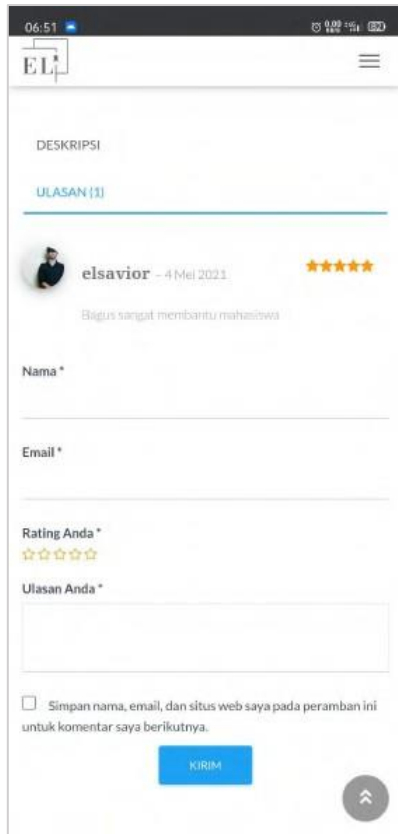 06:51
EL
DESKRIPSI
ULASAN (1)
elsavior – 4 Mei 2021
Bagus sangat membantu mahasiswa
Nama *
Email *
Rating Anda *
Ulasan Anda *
Simpan nama, email, dan situs web saya pada peramban ini
untuk komentar saya berikutnya.
KIRIM